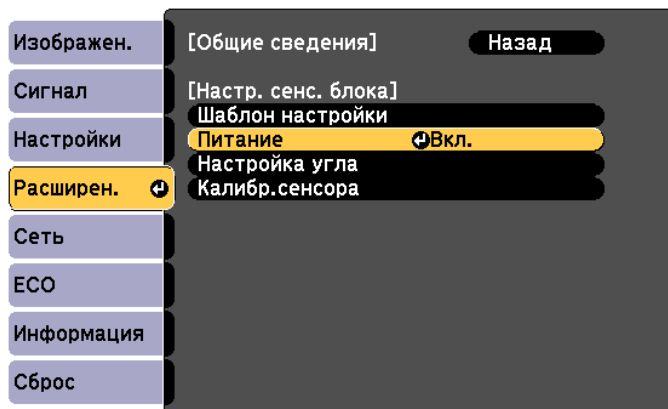 Изображен.
Сигнал
Настройки
Расширен.
Сеть
ECO
Информация
Сброс
[Общие сведения] Назад
[Настр. сенс. блока]
Шаблон настройки
Питание Вкл.
Настройка угла
Калибр.сенсора